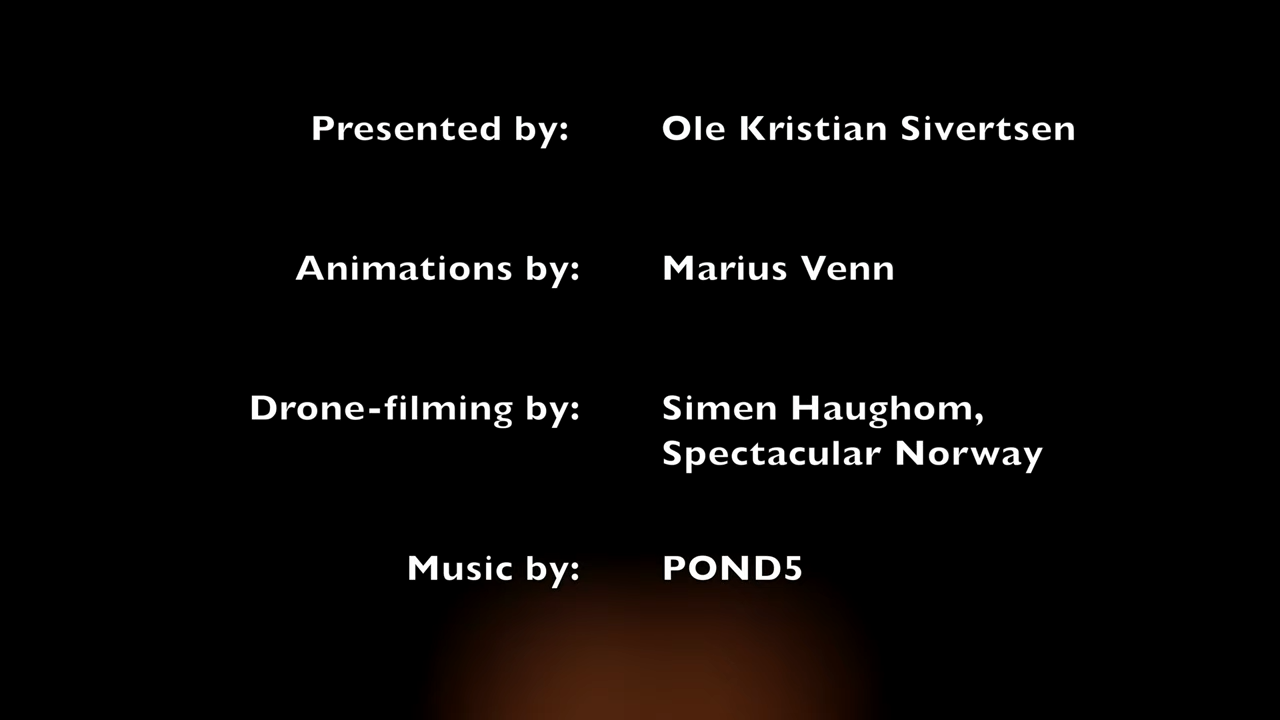 Presented by: Ole Kristian Sivertsen
Animations by: Marius Venn
Drone-filming by: Simen Haughom,
Spectacular Norway
Music by: POND5